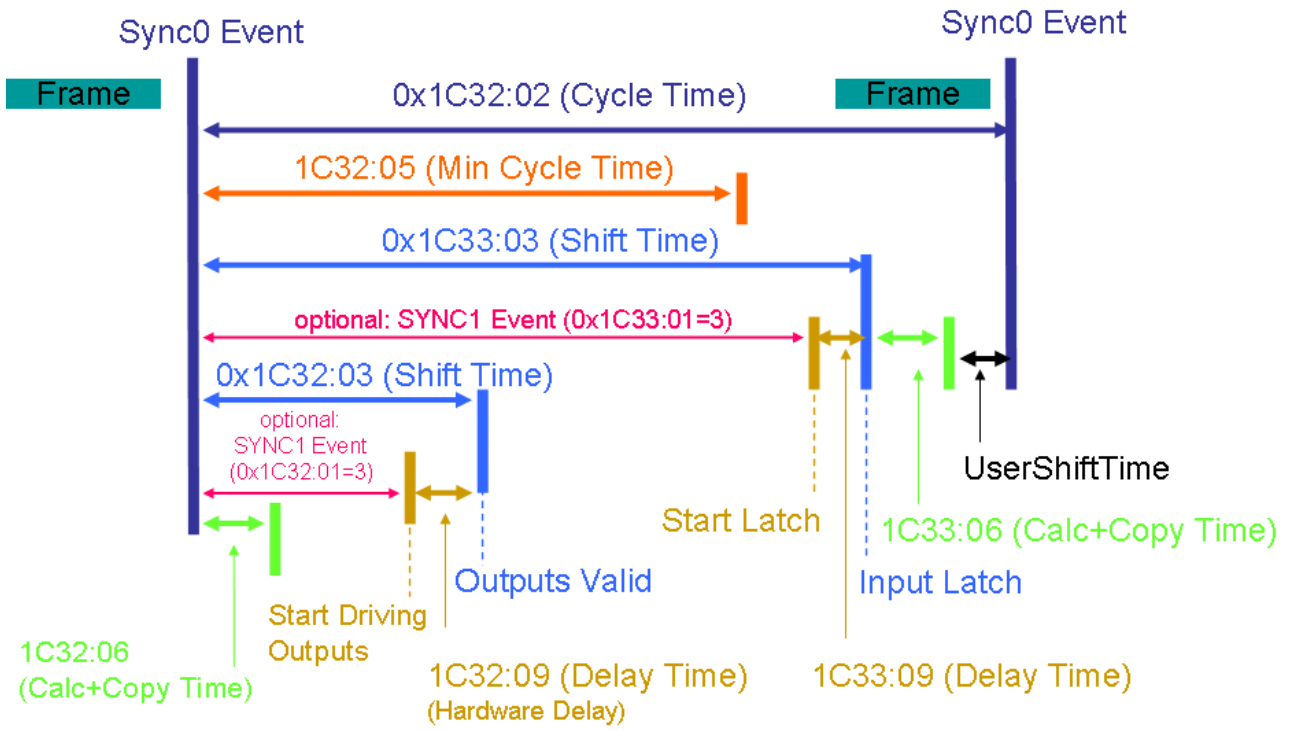 Sync0 Event
Sync0 Event
Frame
0x1C32:02 (Cycle Time)
Frame
1C32:05 (Min Cycle Time)
0x1C33:03 (Shift Time)
optional: SYNC1 Event (0x1C33:01=3)
0x1C32:03 (Shift Time)
optional:
SYNC1 Event
(0x1C32:01=3)
UserShiftTime
Start Latch
1C33:06 (Calc+Copy Time)
Outputs Valid
Input Latch
Start Driving
Outputs
1C32:06
(Calc+Copy Time)
1C32:09 (Delay Time)
(Hardware Delay)
1C33:09 (Delay Time)